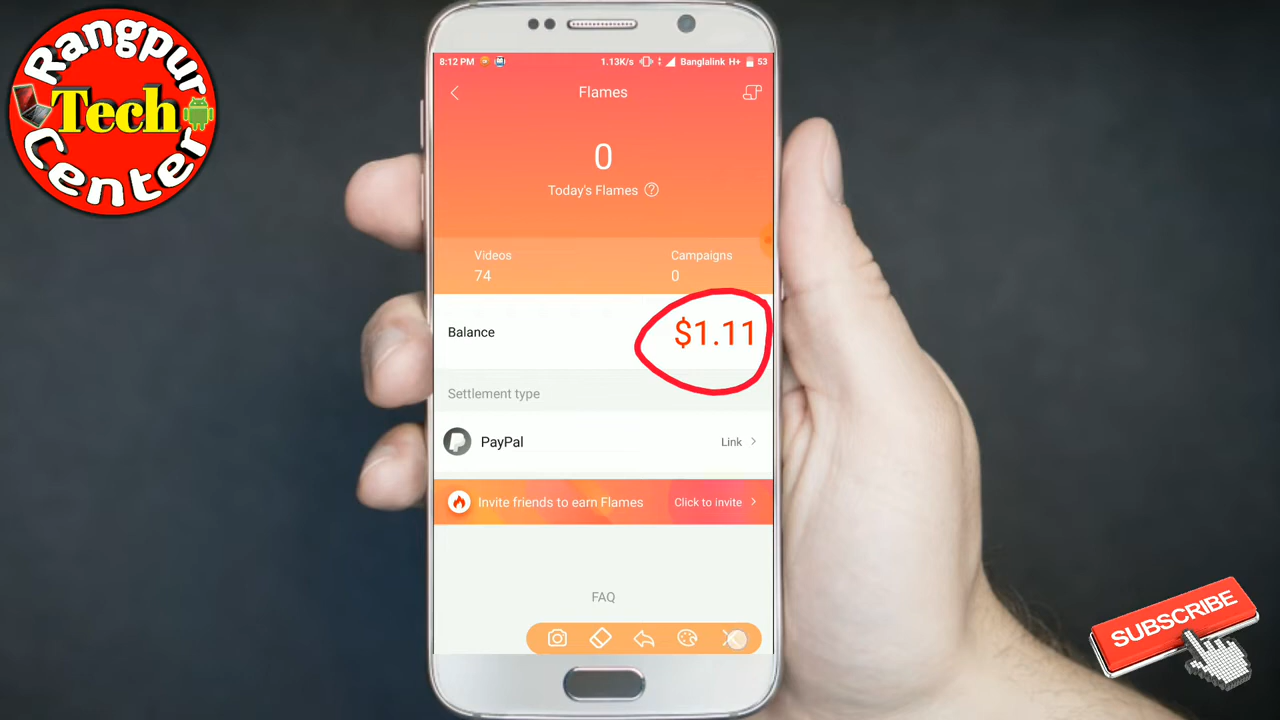 Rangpur
Tech
Center
8:12 PM
1.13K/s
Banglalink H+
53
Flames
0
Today's Flames ?
Videos
Campaigns
74
0
Balance
$1.11
Settlement type
PayPal
Link
Invite friends to earn Flames
Click to invite
FAQ
SUBSCRIBE